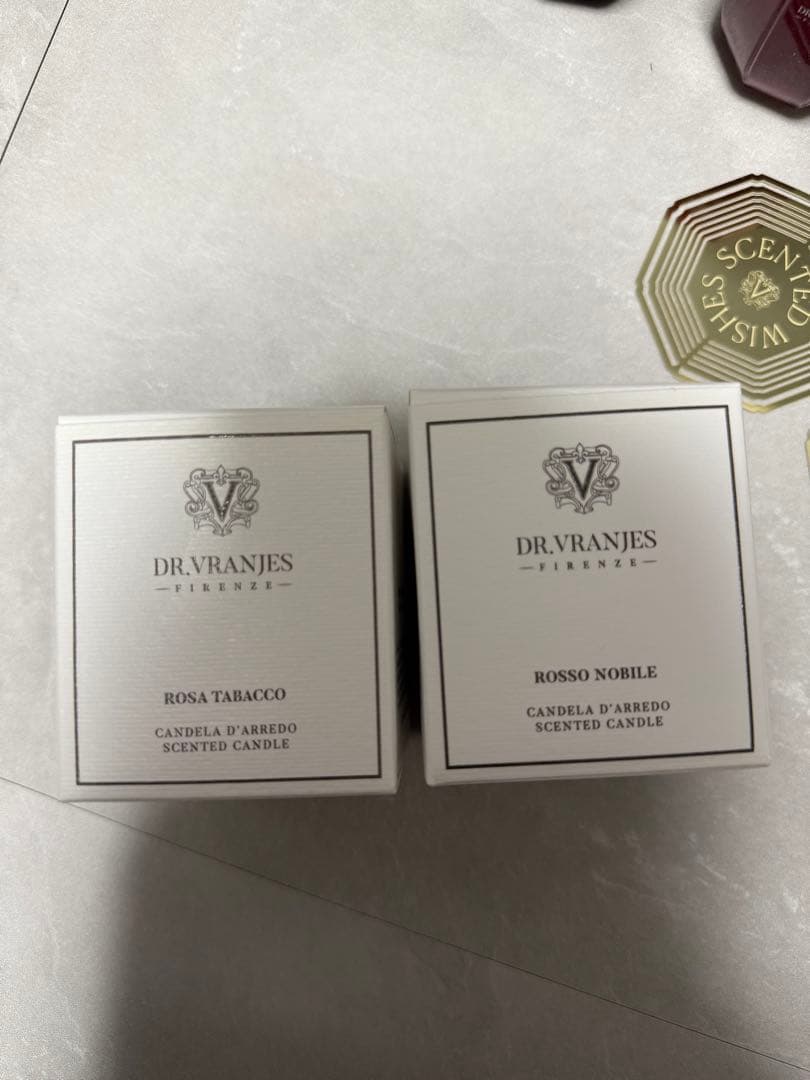 SCENTED WISHES
V
V
DR.VRANJES
FIRENZE
ROSA TABACCO
CANDELA D'ARREDO
SCENTED CANDLE
V
DR.VRANJES
FIRENZE
ROSSO NOBILE
CANDELA D'ARREDO
SCENTED CANDLE